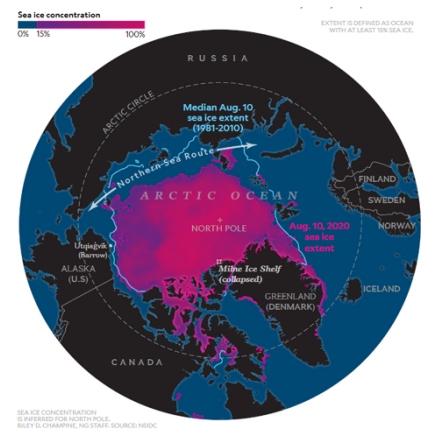 Sea ice concentration
0% 15% 100%
EXTENT IS DEFINED AS OCEAN
WITH AT LEAST 15% SEA ICE.
RUSSIA
ARCTIC CIRCLE
Median Aug. 10
sea ice extent
(1981-2010)
Northern Sea Route
ARCTIC OCEAN
NORTH POLE
FINLAND
SWEDEN
NORWAY
Aug. 10, 2020
sea ice
extent
Utqiaġvik
(Barrow)
ALASKA
(U.S)
Milne Ice Shelf
(collapsed)
GREENLAND
(DENMARK)
ICELAND
CANADA
SEA ICE CONCENTRATION
IS INFERRED FOR NORTH POLE.
RILEY D. CHAMPINE, NG STAFF. SOURCE: NSIDC